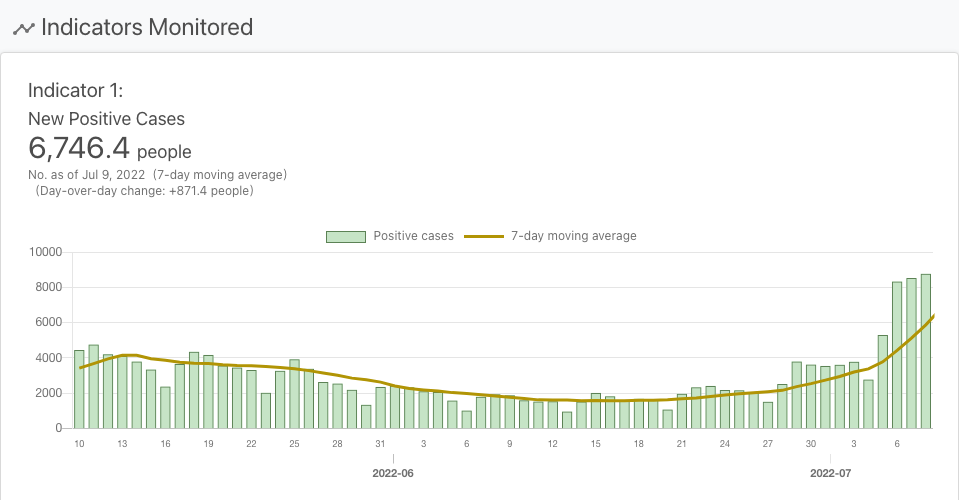 Indicators Monitored
Indicator 1:
New Positive Cases
6,746.4 people
No. as of Jul 9, 2022 (7-day moving average)
(Day-over-day change: +871.4 people)
Positive cases 7-day moving average
10000
8000
6000
4000
2000
0
10 13 16 19 22 25 28 31 3 6 9 12 15 18 21 24 27 30 3 6
2022-06 2022-07